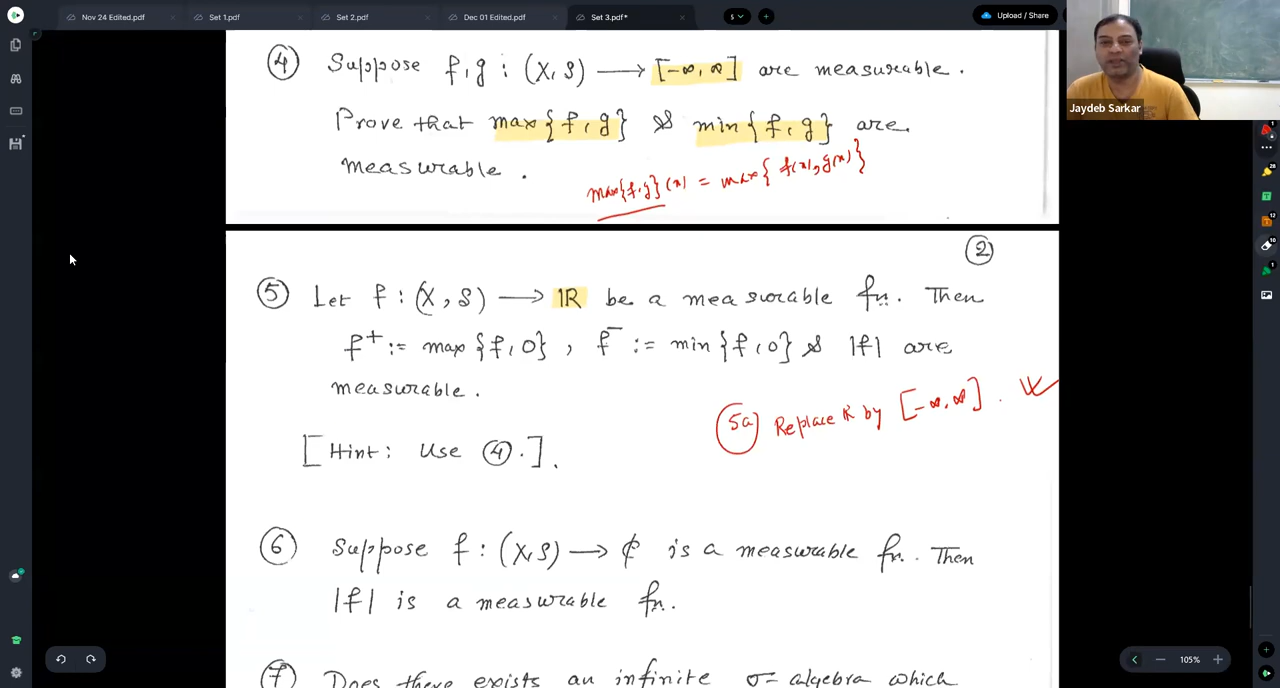 Nov 24 Edited.pdf
Set 1.pdf
Set 2.pdf
Dec 01 Edited.pdf
Set 3.pdf*
5
Upload / Share
Jaydeb Sarkar
④ Suppose f, g : (X, S) → [-∞, ∞] are measurable.
Prove that max{f, g} & min{f, g} are
measurable.
max{f,g}(x) = max{f(x), g(x)}
②
⑤ Let f : (X, S) → ℝ be a measurable fn. Then
f⁺ := max{f, 0}, f⁻ := min{f, 0} & |f| are
measurable.
5a Replace ℝ by [-∞, ∞].
[Hint: Use ④.].
⑥ Suppose f : (X, S) → ₵ is a measurable fn. Then
|f| is a measurable fn.
⑦ Does there exists an infinite σ-algebra which
105%